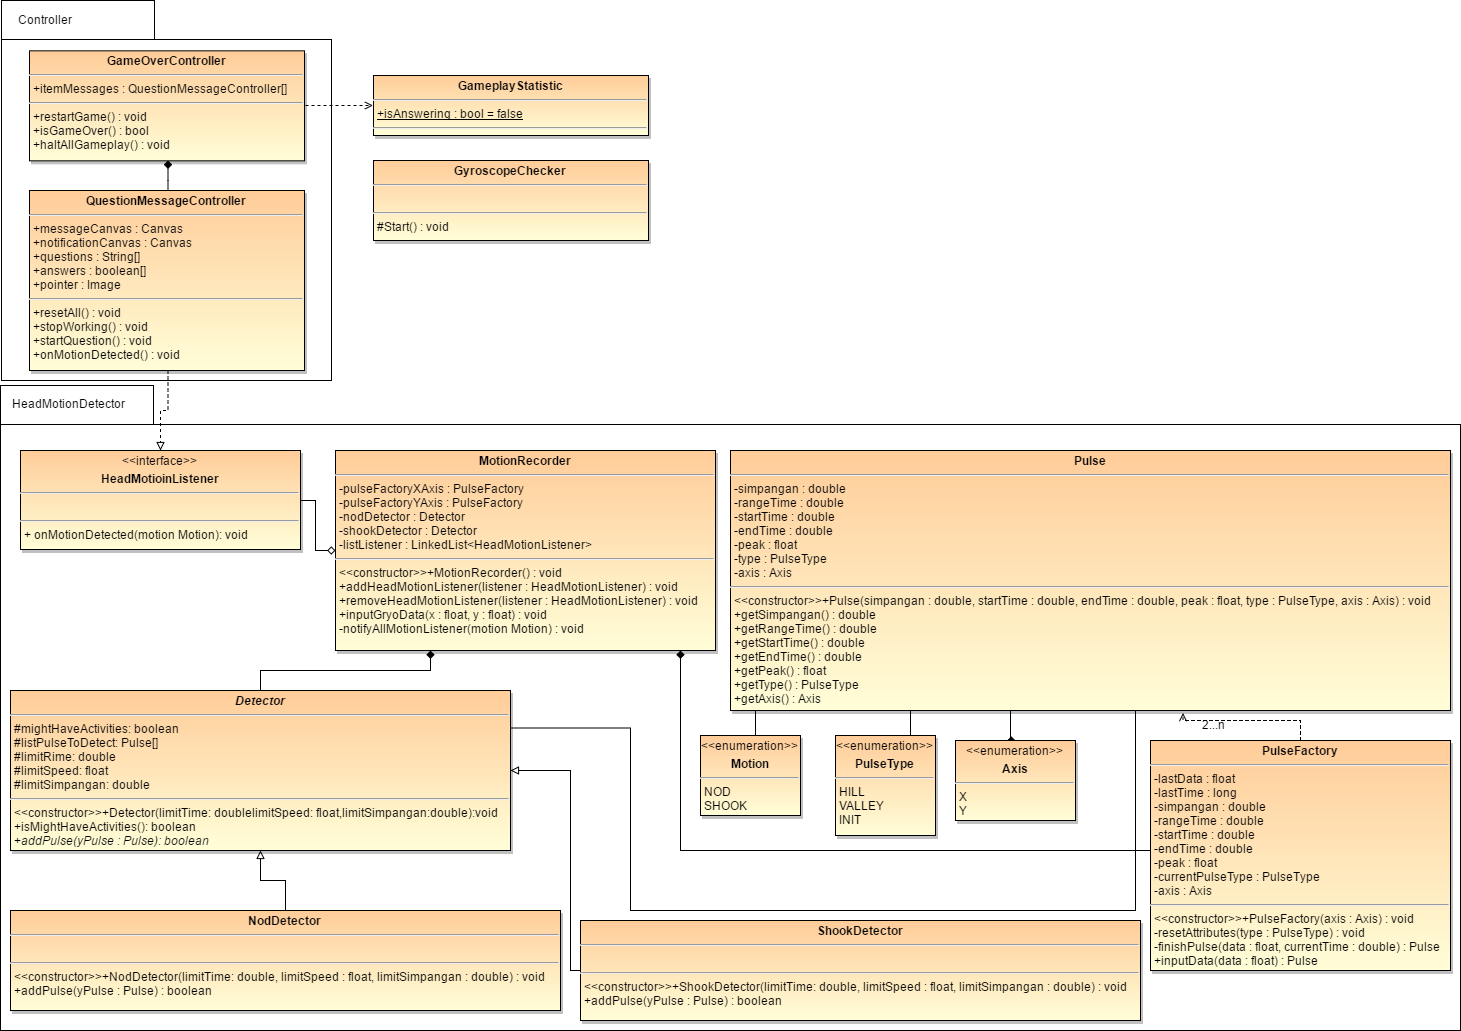 Controller
GameOverController
+itemMessages : QuestionMessageController[]
+restartGame() : void
+isGameOver() : bool
+haltAllGameplay() : void
GameplayStatistic
+isAnswering : bool = false
GyroscopeChecker
#Start() : void
QuestionMessageController
+messageCanvas : Canvas
+notificationCanvas : Canvas
+questions : String[]
+answers : boolean[]
+pointer : Image
+resetAll() : void
+stopWorking() : void
+startQuestion() : void
+onMotionDetected() : void
HeadMotionDetector
<<interface>>
HeadMotioinListener
+ onMotionDetected(motion Motion): void
MotionRecorder
-pulseFactoryXAxis : PulseFactory
-pulseFactoryYAxis : PulseFactory
-nodDetector : Detector
-shookDetector : Detector
-listListener : LinkedList<HeadMotionListener>
<<constructor>>+MotionRecorder() : void
+addHeadMotionListener(listener : HeadMotionListener) : void
+removeHeadMotionListener(listener : HeadMotionListener) : void
+inputGryoData(x : float, y : float) : void
-notifyAllMotionListener(motion Motion) : void
Pulse
-simpangan : double
-rangeTime : double
-startTime : double
-endTime : double
-peak : float
-type : PulseType
-axis : Axis
<<constructor>>+Pulse(simpangan : double, startTime : double, endTime : double, peak : float, type : PulseType, axis : Axis) : void
+getSimpangan() : double
+getRangeTime() : double
+getStartTime() : double
+getEndTime() : double
+getPeak() : float
+getType() : PulseType
+getAxis() : Axis
Detector
#mightHaveActivities: boolean
#listPulseToDetect: Pulse[]
#limitRime: double
#limitSpeed: float
#limitSimpangan: double
<<constructor>>+Detector(limitTime: doublelimitSpeed: float,limitSimpangan:double):void
+isMightHaveActivities(): boolean
+addPulse(yPulse : Pulse): boolean
<<enumeration>>
Motion
NOD
SHOOK
<<enumeration>>
PulseType
HILL
VALLEY
INIT
<<enumeration>>
Axis
X
Y
2...n
PulseFactory
-lastData : float
-lastTime : long
-simpangan : double
-rangeTime : double
-startTime : double
-endTime : double
-peak : float
-currentPulseType : PulseType
-axis : Axis
<<constructor>>+PulseFactory(axis : Axis) : void
-resetAttributes(type : PulseType) : void
-finishPulse(data : float, currentTime : double) : Pulse
+inputData(data : float) : Pulse
NodDetector
<<constructor>>+NodDetector(limitTime: double, limitSpeed : float, limitSimpangan : double) : void
+addPulse(yPulse : Pulse) : boolean
ShookDetector
<<constructor>>+ShookDetector(limitTime: double, limitSpeed : float, limitSimpangan : double) : void
+addPulse(yPulse : Pulse) : boolean